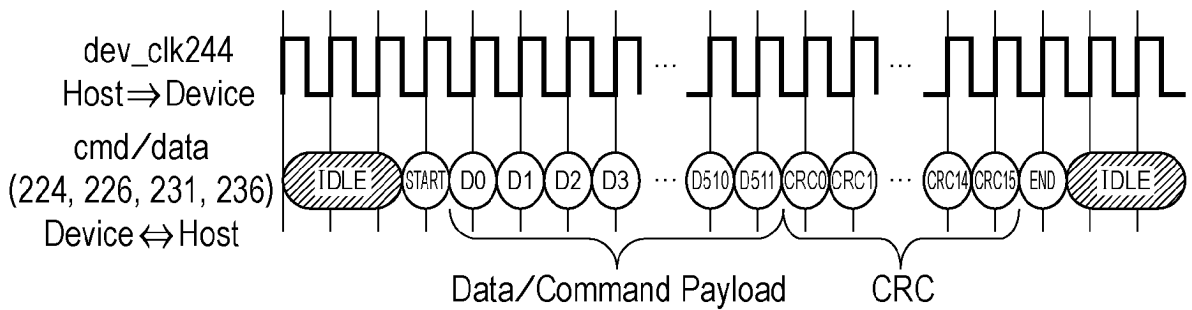 dev_clk244
Host⇒Device
... ...
cmd/data
(224, 226, 231, 236)
Device⇔Host
IDLE START D0 D1 D2 D3 ... D510 D511 CRC0 CRC1 ... CRC14 CRC15 END IDLE
Data/Command Payload CRC